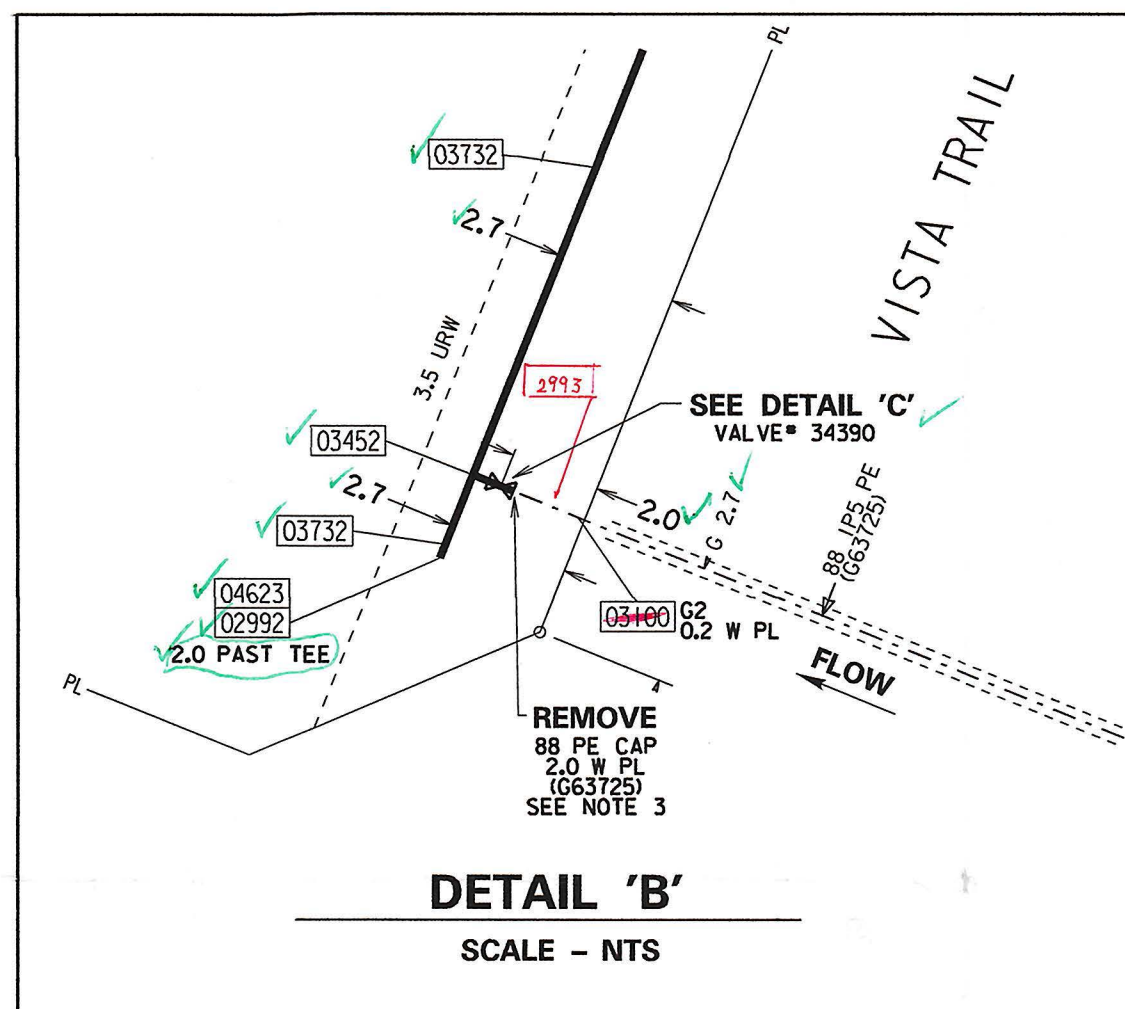 PL
VISTA TRAIL
03732
2.7
3.5 URW
2993
SEE DETAIL 'C'
VALVE# 34390
03452
2.7
03732
2.0
G 2.7
88 IP5 PE
(G63725)
04623
02992
2.0 PAST TEE
03100
G2
0.2 W PL
FLOW
PL
REMOVE
88 PE CAP
2.0 W PL
(G63725)
SEE NOTE 3
DETAIL 'B'
SCALE – NTS